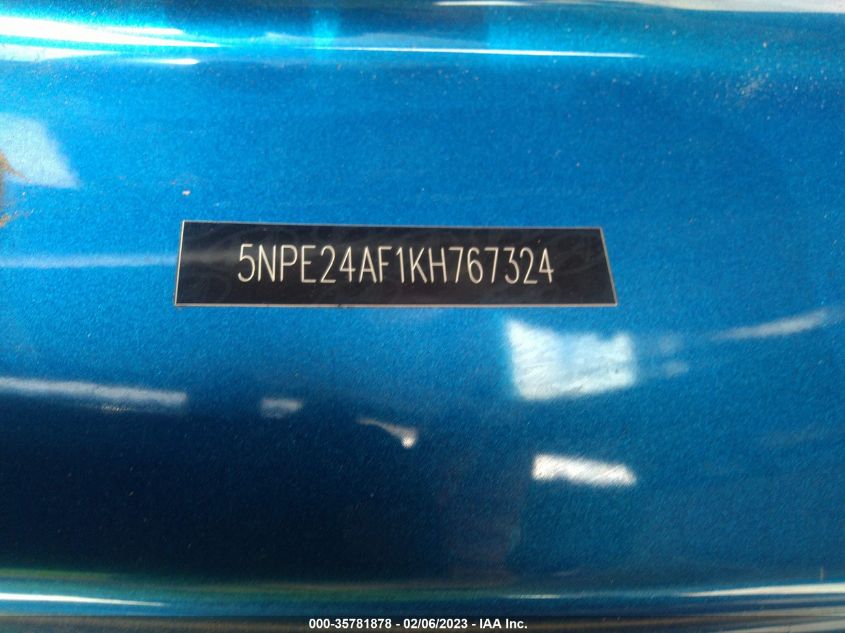 5NPE24AF1KH767324
000-35781878 - 02/06/2023 - IAA Inc.